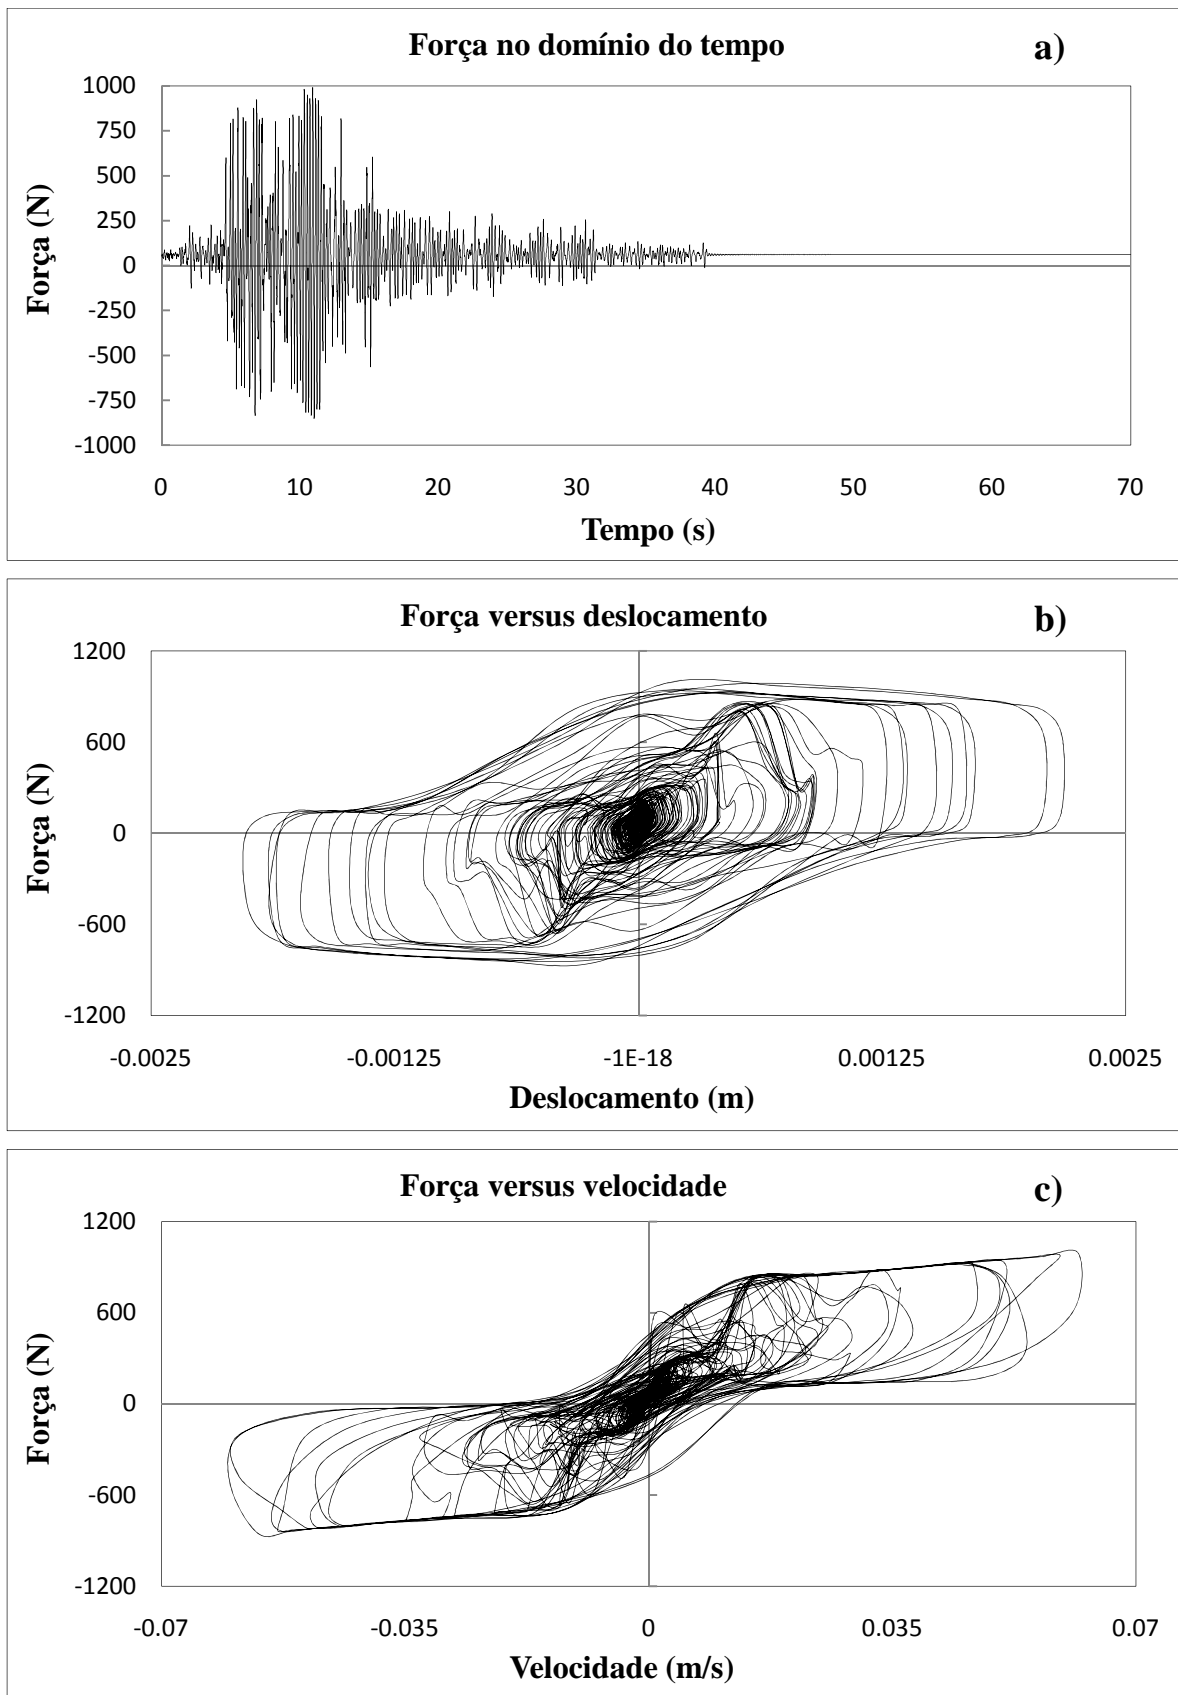 Força no domínio do tempo a)
1000
750
500
250
0
-250
-500
-750
-1000
Força (N)
0 10 20 30 40 50 60 70
Tempo (s)
Força versus deslocamento b)
1200
600
0
-600
-1200
Força (N)
-0.0025 -0.00125 -1E-18 0.00125 0.0025
Deslocamento (m)
Força versus velocidade c)
1200
600
0
-600
-1200
Força (N)
-0.07 -0.035 0 0.035 0.07
Velocidade (m/s)